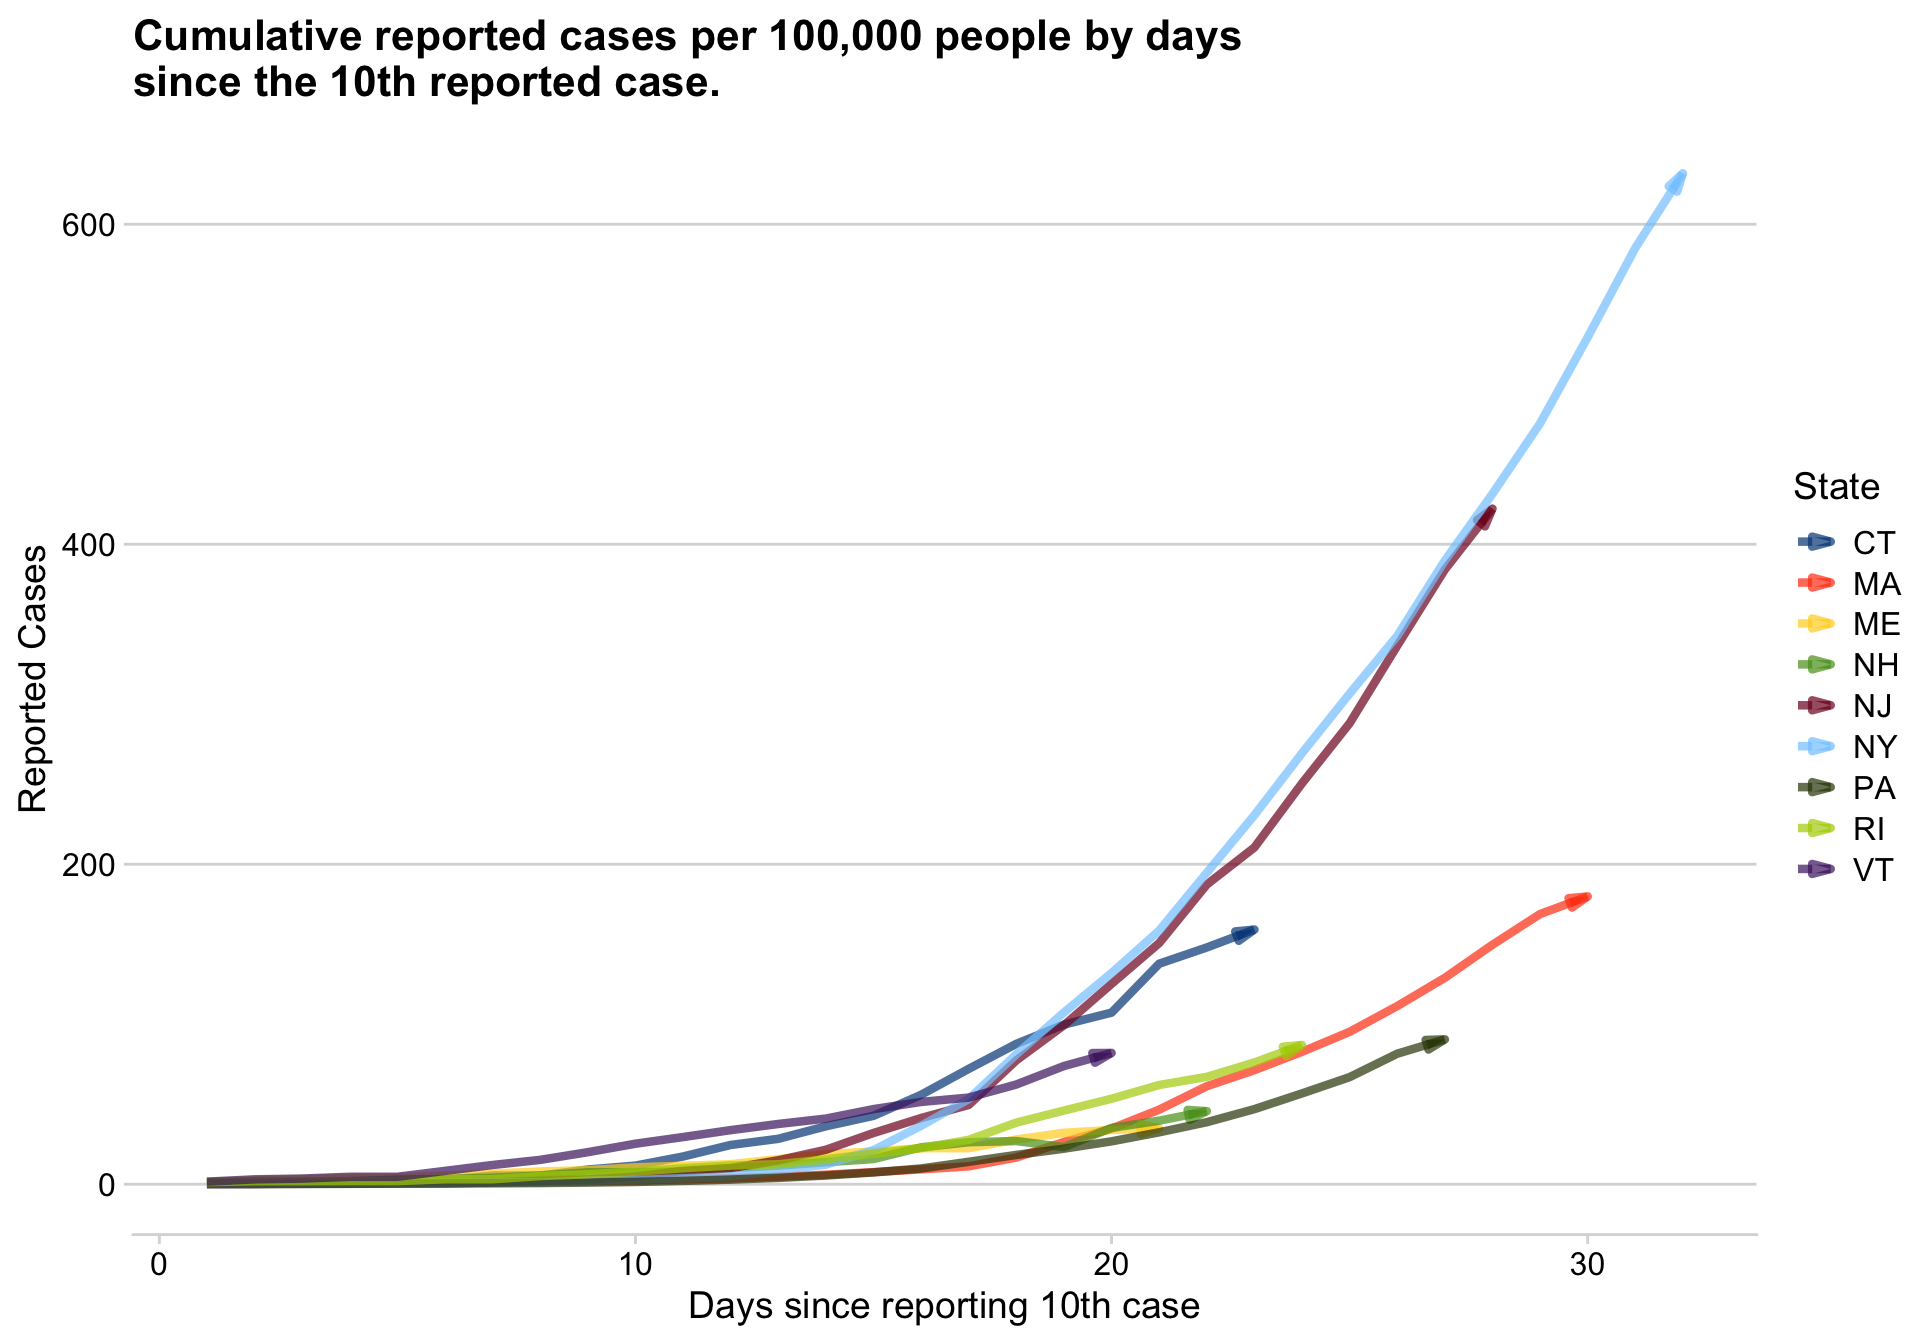 Cumulative reported cases per 100,000 people by days
since the 10th reported case.
600
400
200
0
Reported Cases
0 10 20 30
Days since reporting 10th case
State
CT
MA
ME
NH
NJ
NY
PA
RI
VT